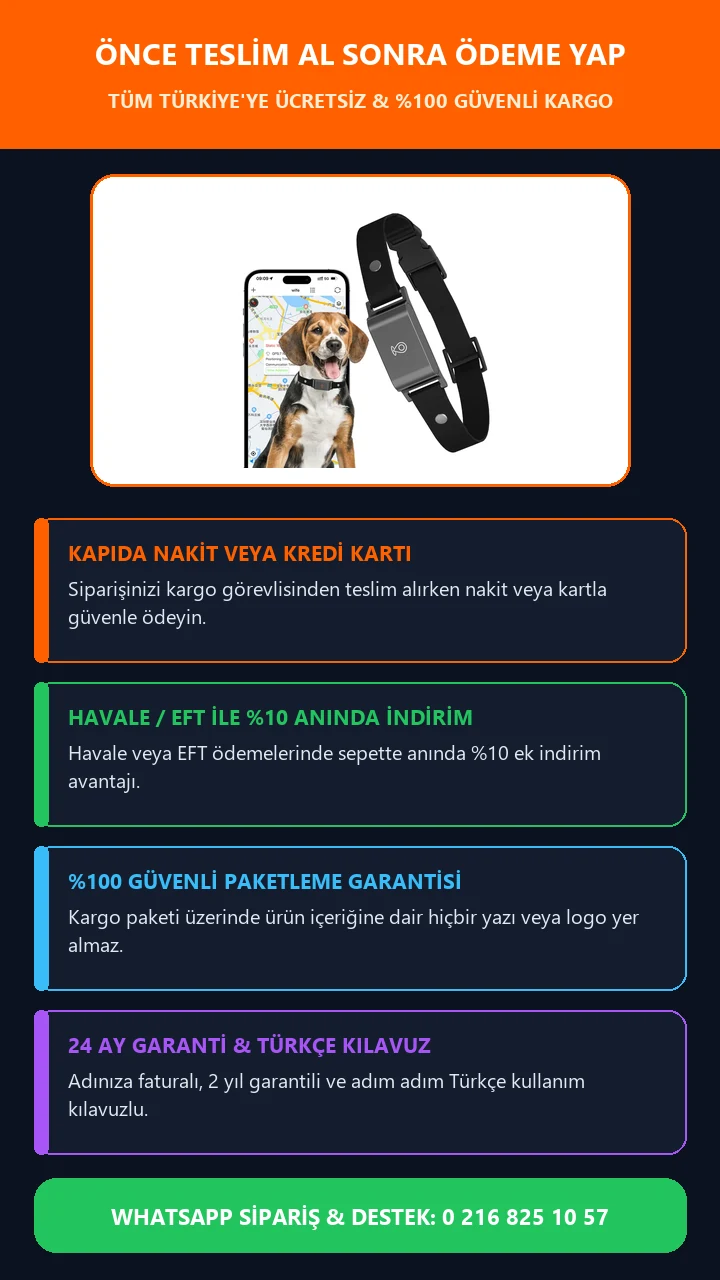 ÖNCE TESLİM AL SONRA ÖDEME YAP
TÜM TÜRKİYE'YE ÜCRETSİZ & %100 GÜVENLİ KARGO
09:09
5G
KAPIDA NAKİT VEYA KREDİ KARTI
Siparişinizi kargo görevlisinden teslim alırken nakit veya kartla
güvenle ödeyin.
HAVALE / EFT İLE %10 ANINDA İNDİRİM
Havale veya EFT ödemelerinde sepette anında %10 ek indirim
avantajı.
%100 GÜVENLİ PAKETLEME GARANTİSİ
Kargo paketi üzerinde ürün içeriğine dair hiçbir yazı veya logo yer
almaz.
24 AY GARANTİ & TÜRKÇE KILAVUZ
Adınıza faturalı, 2 yıl garantili ve adım adım Türkçe kullanım
kılavuzlu.
WHATSAPP SİPARİŞ & DESTEK: 0 216 825 10 57